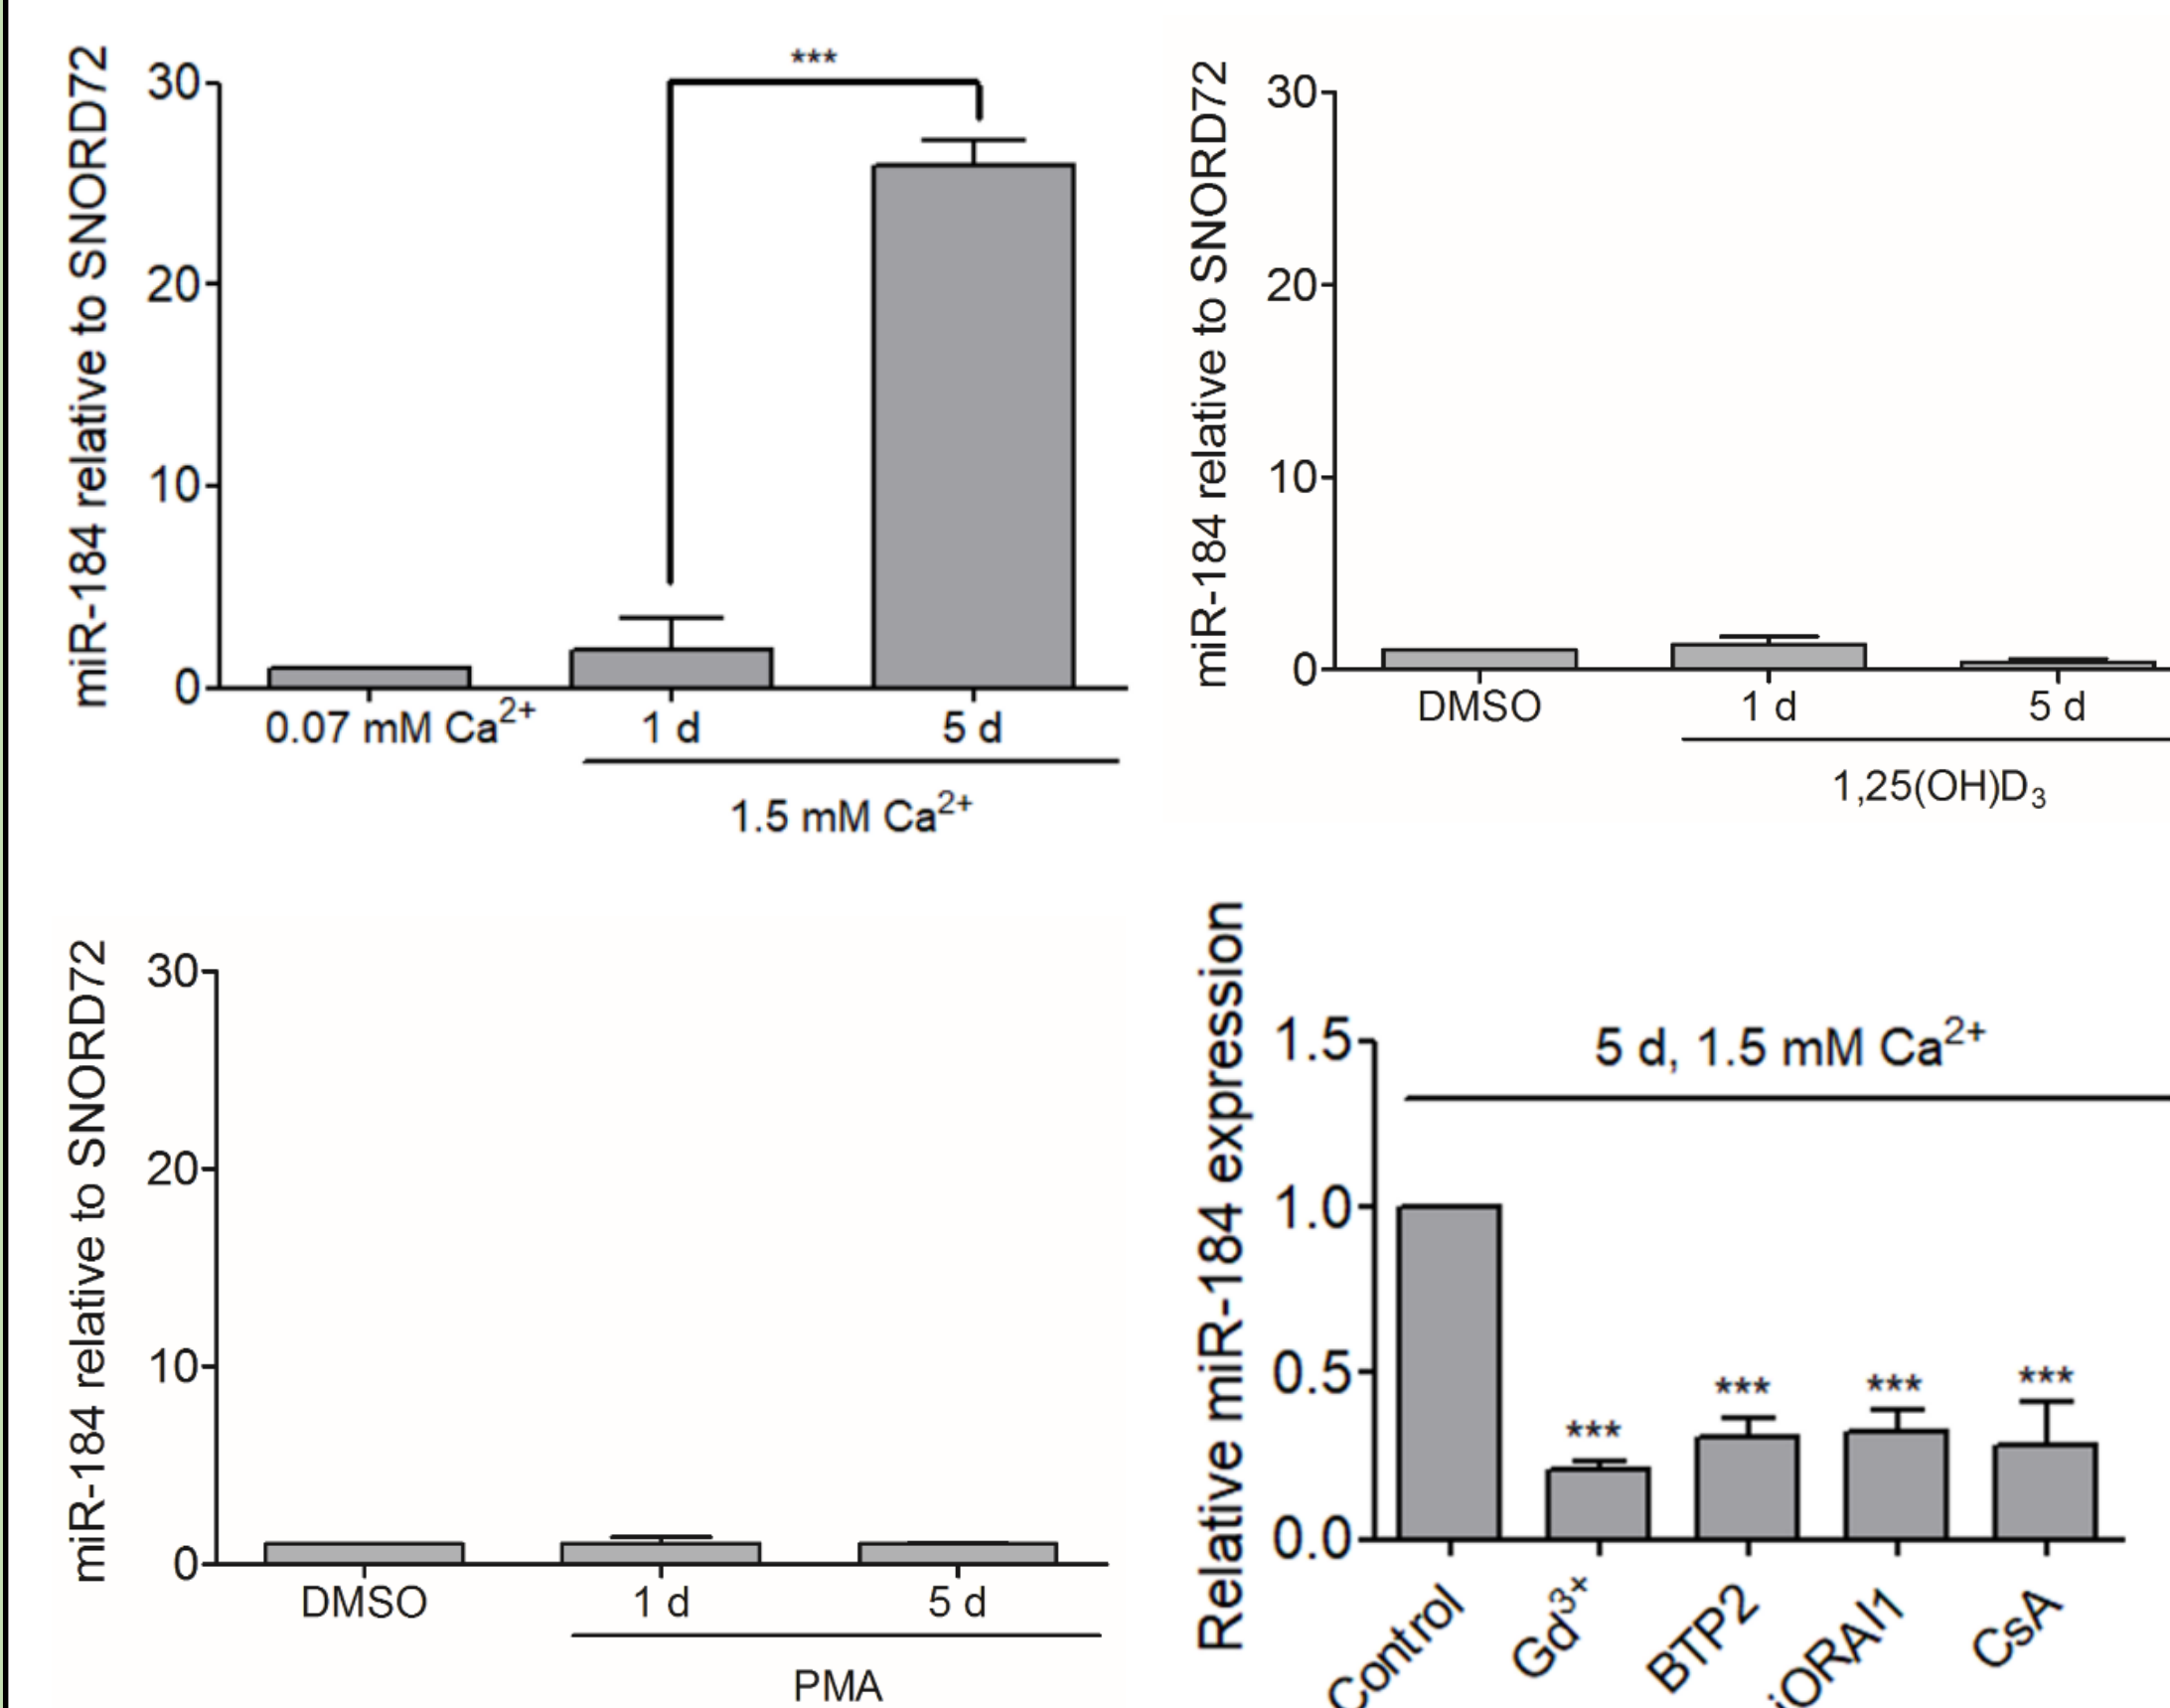 miR-184 relative to SNORD72
30
20
10
0
***
0.07 mM Ca²⁺
1 d
5 d
1.5 mM Ca²⁺
miR-184 relative to SNORD72
30
20
10
0
DMSO
1 d
5 d
1,25(OH)D₃
miR-184 relative to SNORD72
30
20
10
0
DMSO
1 d
5 d
PMA
Relative miR-184 expression
1.5
1.0
0.5
0.0
5 d, 1.5 mM Ca²⁺
***
***
***
***
Control
Gd³⁺
BTP2
iORAI1
CsA